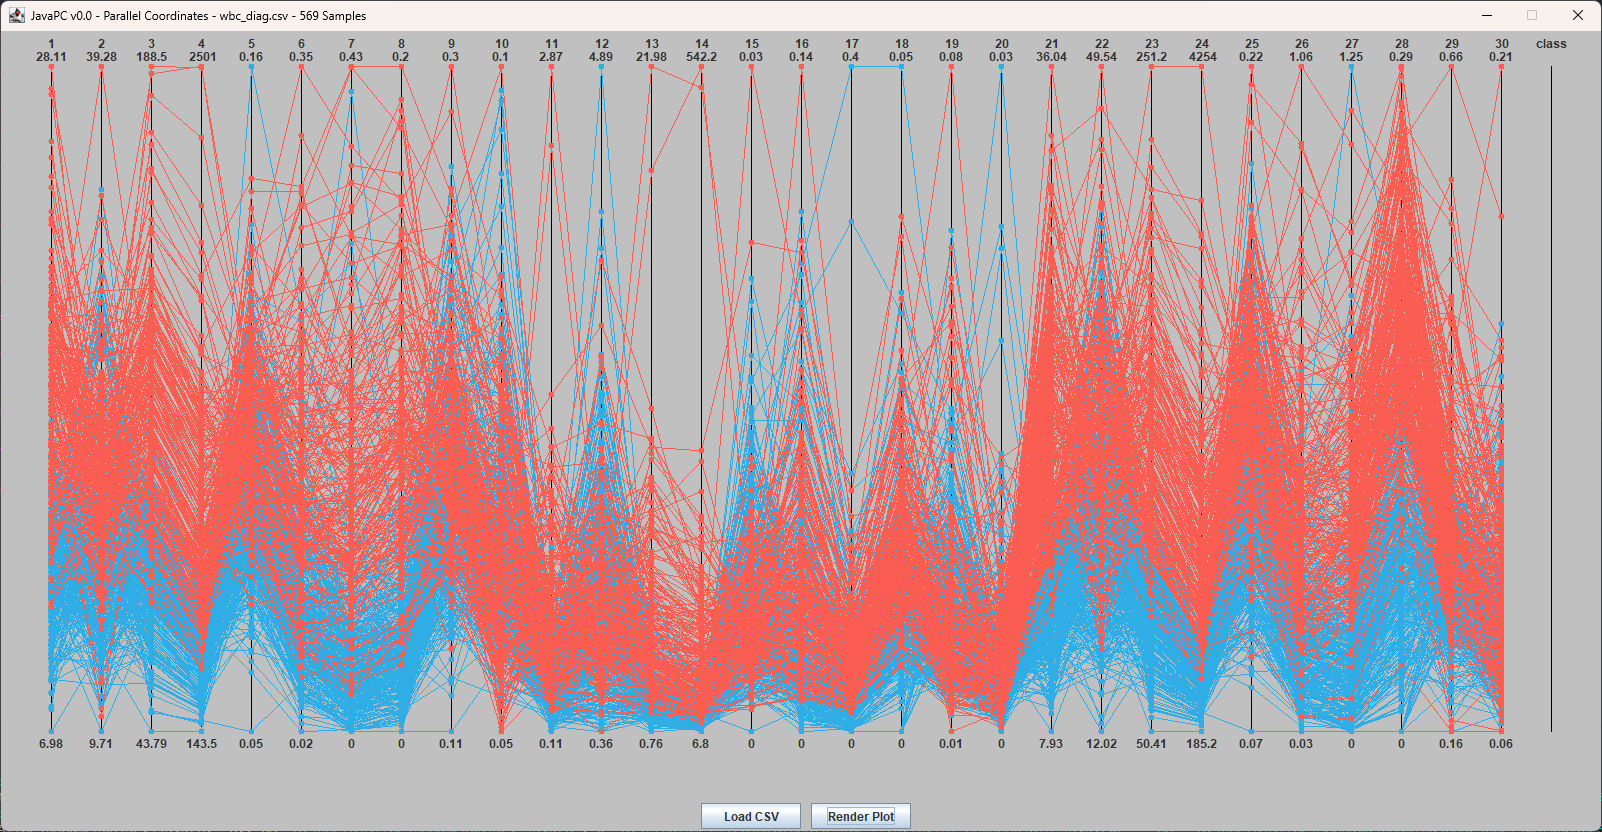 JavaPC v0.0 - Parallel Coordinates - wbc_diag.csv - 569 Samples
1 2 3 4 5 6 7 8 9 10 11 12 13 14 15 16 17 18 19 20 21 22 23 24 25 26 27 28 29 30 class
28.11 39.28 188.5 2501 0.16 0.35 0.43 0.2 0.3 0.1 2.87 4.89 21.98 542.2 0.03 0.14 0.4 0.05 0.08 0.03 36.04 49.54 251.2 4254 0.22 1.06 1.25 0.29 0.66 0.21
6.98 9.71 43.79 143.5 0.05 0.02 0 0 0.11 0.05 0.11 0.36 0.76 6.8 0 0 0 0 0.01 0 7.93 12.02 50.41 185.2 0.07 0.03 0 0 0.16 0.06
Load CSV Render Plot